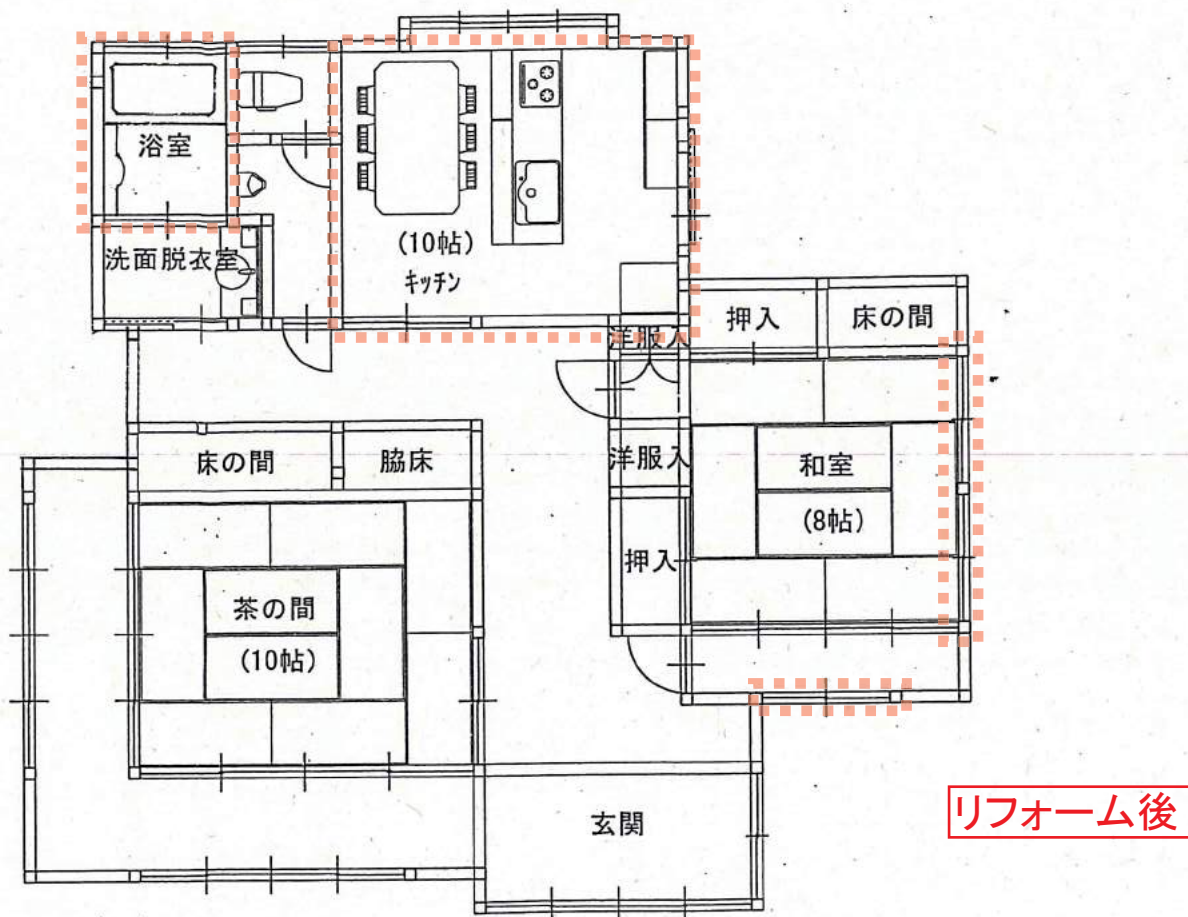 浴室
洗面脱衣室
(10帖)
キッチン
洋服入
押入
床の間
床の間
脇床
洋服入
和室
(8帖)
押入
茶の間
(10帖)
玄関
リフォーム後